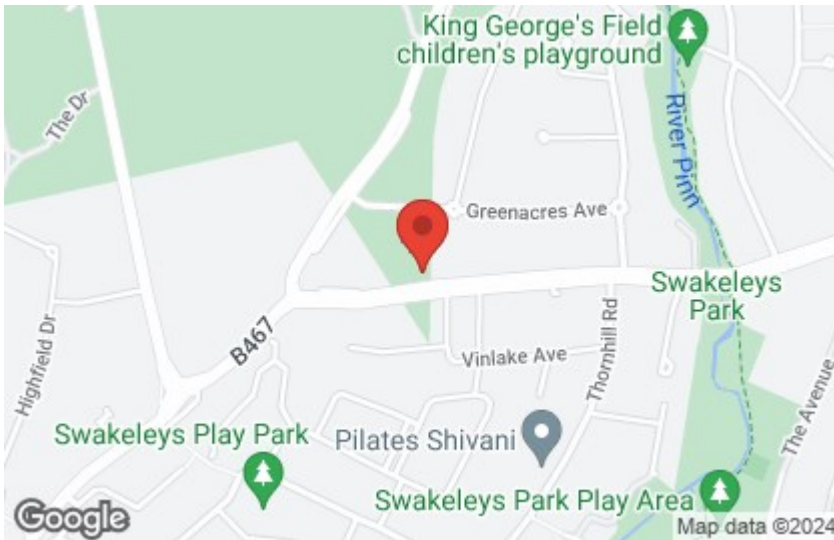 King George's Field
children's playground
The Dr
River Pinn
Greenacres Ave
Swakeleys
Park
B467
Highfield Dr
Thornhill Rd
Vinlake Ave
The Avenue
Swakeleys Play Park
Pilates Shivani
Swakeleys Park Play Area
Google
Map data ©2024